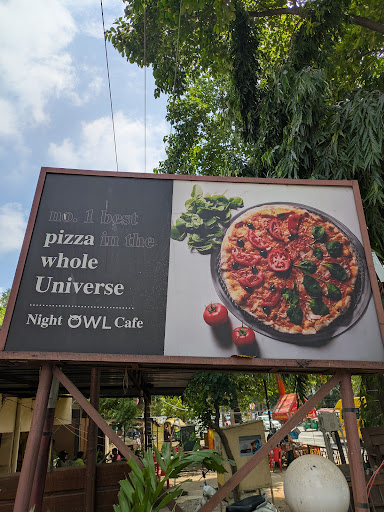 no. 1 best
pizza in the
whole
Universe
Night OWL Cafe